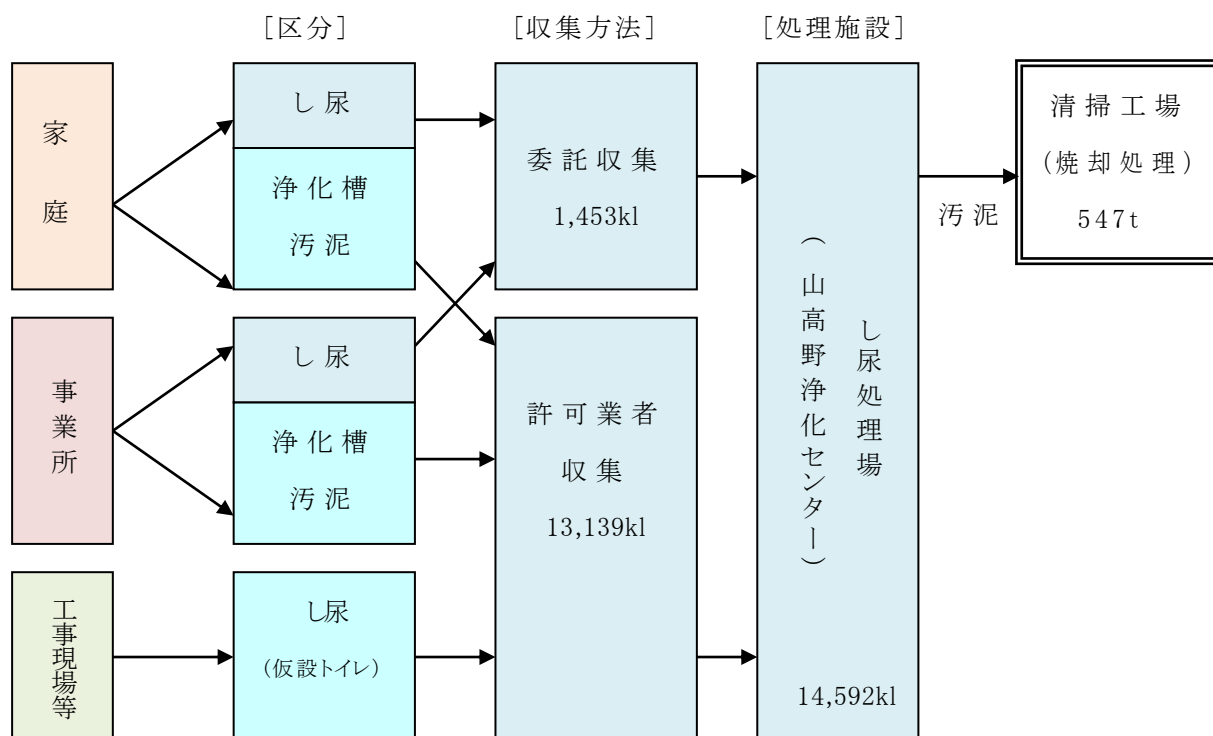 ［区分］
［収集方法］
［処理施設］
家庭
し尿
浄化槽
汚泥
委託収集
1,453kl
汚泥
清掃工場
(焼却処理)
547t
事業所
し尿
浄化槽
汚泥
許可業者
収集
13,139kl
し尿処理場
（山高野浄化センター）
14,592kl
工事現場等
し尿
(仮設トイレ)